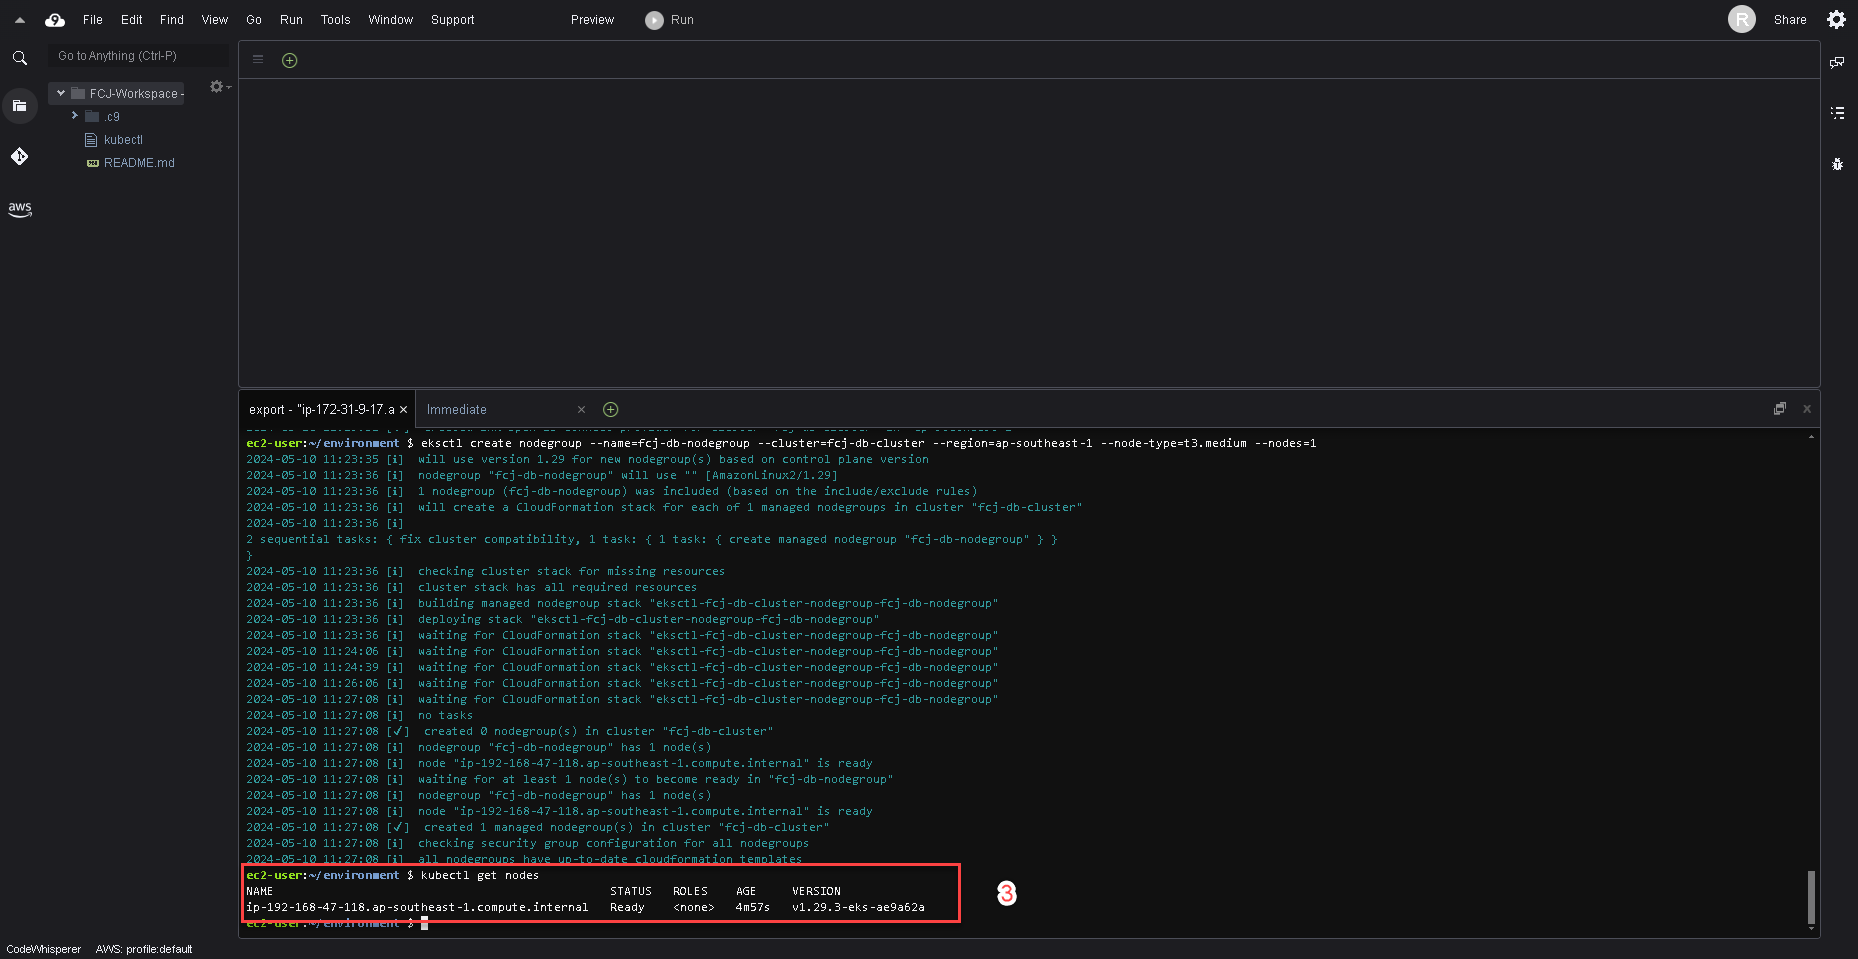 File Edit Find View Go Run Tools Window Support Preview Run R Share
Go to Anything (Ctrl-P)
FCJ-Workspace -
.c9
kubectl
README.md
aws
export - "ip-172-31-9-17.a × Immediate ×
ec2-user:~/environment $ eksctl create nodegroup --name=fcj-db-nodegroup --cluster=fcj-db-cluster --region=ap-southeast-1 --node-type=t3.medium --nodes=1
2024-05-10 11:23:35 [ℹ]  will use version 1.29 for new nodegroup(s) based on control plane version
2024-05-10 11:23:36 [ℹ]  nodegroup "fcj-db-nodegroup" will use "" [AmazonLinux2/1.29]
2024-05-10 11:23:36 [ℹ]  1 nodegroup (fcj-db-nodegroup) was included (based on the include/exclude rules)
2024-05-10 11:23:36 [ℹ]  will create a CloudFormation stack for each of 1 managed nodegroups in cluster "fcj-db-cluster"
2024-05-10 11:23:36 [ℹ]
2 sequential tasks: { fix cluster compatibility, 1 task: { 1 task: { create managed nodegroup "fcj-db-nodegroup" } }
}
2024-05-10 11:23:36 [ℹ]  checking cluster stack for missing resources
2024-05-10 11:23:36 [ℹ]  cluster stack has all required resources
2024-05-10 11:23:36 [ℹ]  building managed nodegroup stack "eksctl-fcj-db-cluster-nodegroup-fcj-db-nodegroup"
2024-05-10 11:23:36 [ℹ]  deploying stack "eksctl-fcj-db-cluster-nodegroup-fcj-db-nodegroup"
2024-05-10 11:23:36 [ℹ]  waiting for CloudFormation stack "eksctl-fcj-db-cluster-nodegroup-fcj-db-nodegroup"
2024-05-10 11:24:06 [ℹ]  waiting for CloudFormation stack "eksctl-fcj-db-cluster-nodegroup-fcj-db-nodegroup"
2024-05-10 11:24:39 [ℹ]  waiting for CloudFormation stack "eksctl-fcj-db-cluster-nodegroup-fcj-db-nodegroup"
2024-05-10 11:26:06 [ℹ]  waiting for CloudFormation stack "eksctl-fcj-db-cluster-nodegroup-fcj-db-nodegroup"
2024-05-10 11:27:08 [ℹ]  waiting for CloudFormation stack "eksctl-fcj-db-cluster-nodegroup-fcj-db-nodegroup"
2024-05-10 11:27:08 [ℹ]  no tasks
2024-05-10 11:27:08 [✔]  created 0 nodegroup(s) in cluster "fcj-db-cluster"
2024-05-10 11:27:08 [ℹ]  nodegroup "fcj-db-nodegroup" has 1 node(s)
2024-05-10 11:27:08 [ℹ]  node "ip-192-168-47-118.ap-southeast-1.compute.internal" is ready
2024-05-10 11:27:08 [ℹ]  waiting for at least 1 node(s) to become ready in "fcj-db-nodegroup"
2024-05-10 11:27:08 [ℹ]  nodegroup "fcj-db-nodegroup" has 1 node(s)
2024-05-10 11:27:08 [ℹ]  node "ip-192-168-47-118.ap-southeast-1.compute.internal" is ready
2024-05-10 11:27:08 [✔]  created 1 managed nodegroup(s) in cluster "fcj-db-cluster"
2024-05-10 11:27:08 [ℹ]  checking security group configuration for all nodegroups
2024-05-10 11:27:08 [ℹ]  all nodegroups have up-to-date cloudformation templates
ec2-user:~/environment $ kubectl get nodes
NAME STATUS ROLES AGE VERSION
ip-192-168-47-118.ap-southeast-1.compute.internal Ready <none> 4m57s v1.29.3-eks-ae9a62a
ec2-user:~/environment $
3
CodeWhisperer AWS: profile:default